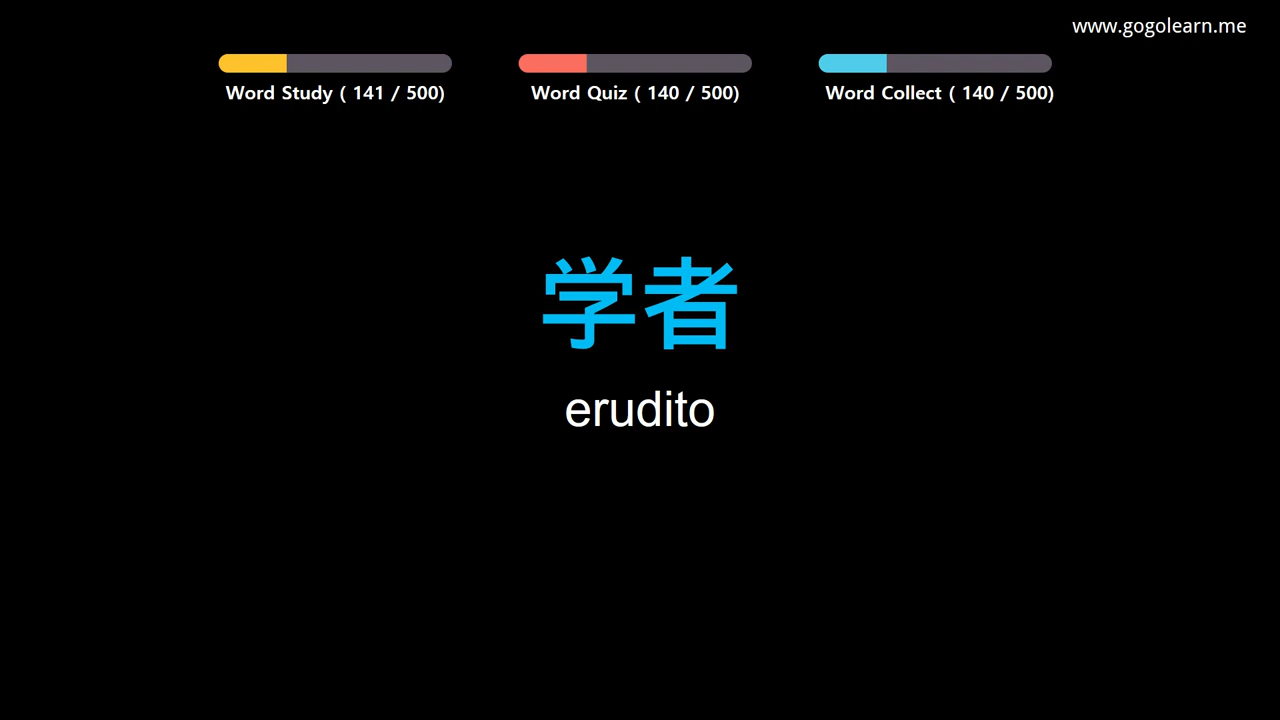 www.gogolearn.me
Word Study ( 141 / 500)
Word Quiz ( 140 / 500)
Word Collect ( 140 / 500)
学者
erudito